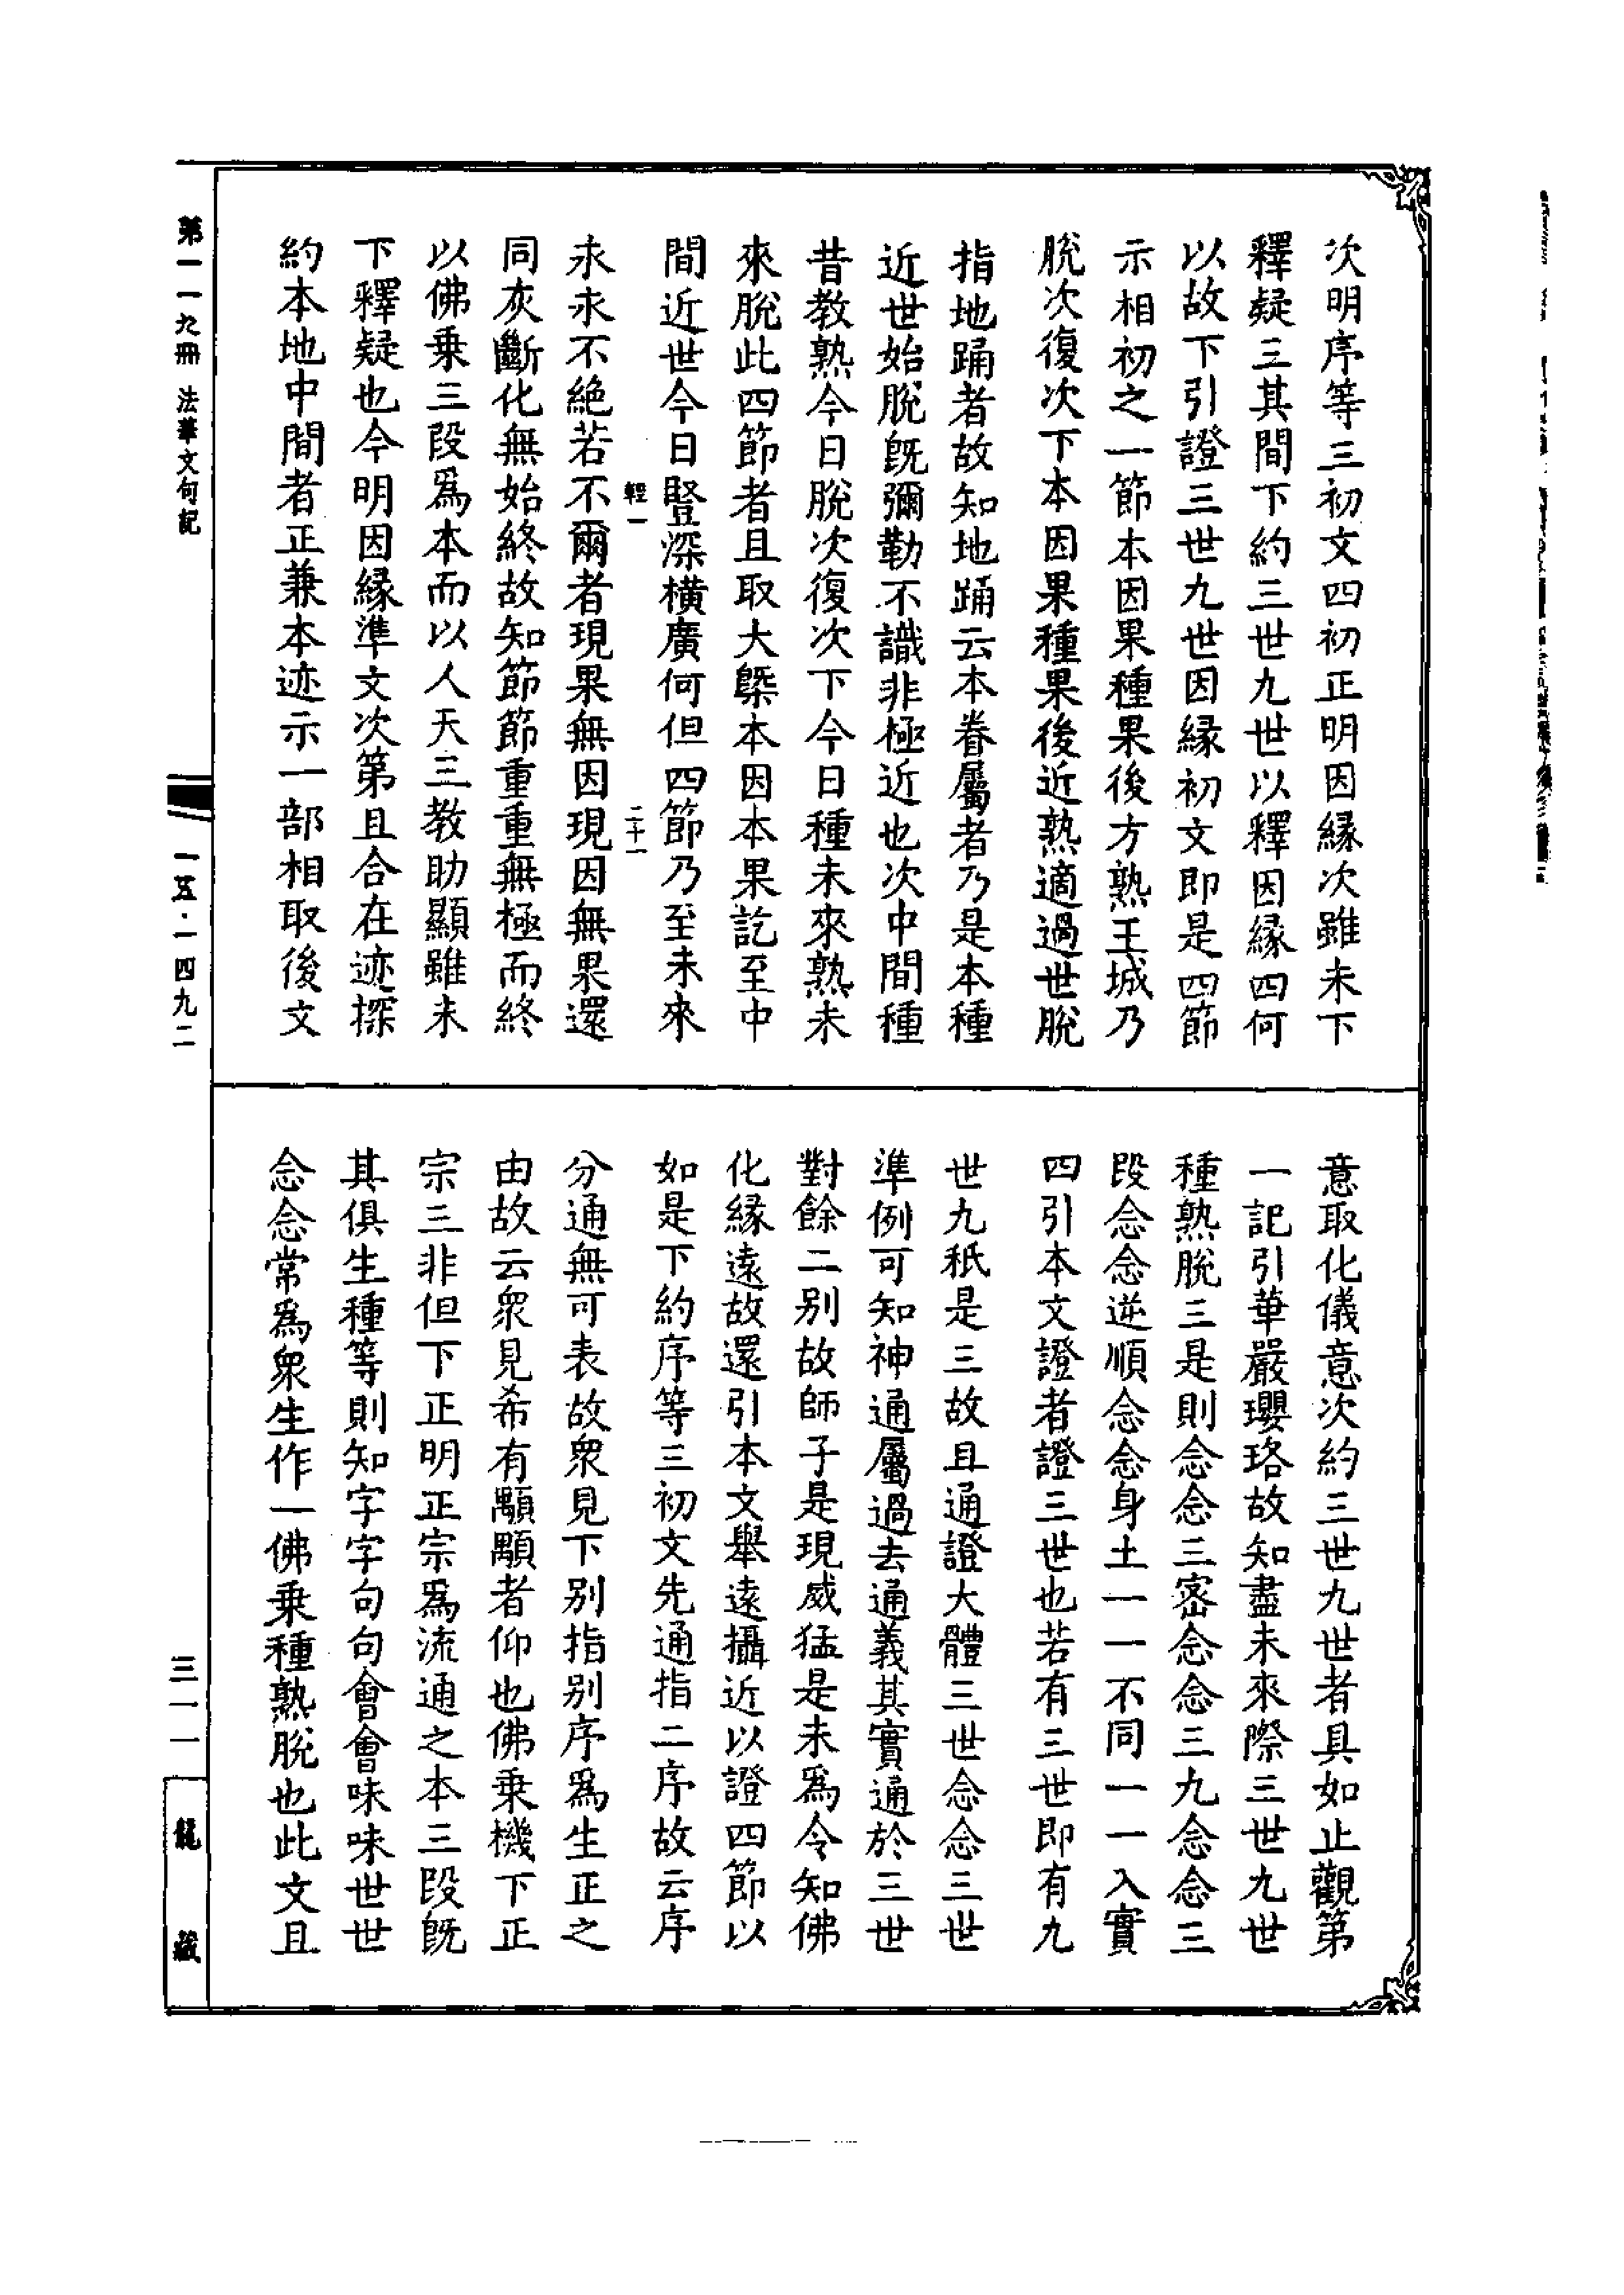 次明序等三初文四初正明因緣次雖未下
釋疑三其間下約三世九世以釋因緣四何
以故下引證三世九世因緣初文即是四節
示相初之一節本因果種果後方熟王城乃
脫次復次下本因果種果後近熟適過世脫
指地踊者故知地踊云本眷屬者乃是本種
近世始脫旣彌勒不識非極近也次中間種
昔教熟今日脫次復次下今日種未來熟未
來脫此四節者且取大槩本因本果訖至中
間近世今日豎深橫廣何但四節乃至未來
輕一 二十一
永永不絕若不爾者現果無因現因無果還
同灰斷化無始終故知節節重重無極而終
以佛乗三段爲本而以人天三教助顯雖未
下釋疑也今明因緣準文次第且合在迹探
約本地中間者正兼本迹示一部相取後文
意取化儀意次約三世九世者具如止觀第
一記引華嚴瓔珞故知盡未來際三世九世
種熟脫三是則念念三宻念念三九念念三
段念念逆順念念身土一一不同一一入實
四引本文證者證三世也若有三世即有九
世九秖是三故且通證大體三世念念三世
準例可知神通屬過去通義其實通於三世
對餘二别故師子是現威猛是未爲令知佛
化緣遠故還引本文舉遠攝近以證四節以
如是下約序等三初文先通指二序故云序
分通無可表故衆見下别指别序爲生正之
由故云衆見希有顒顒者仰也佛乗機下正
宗三非但下正明正宗爲流通之本三段旣
其俱生種等則知字字句句會會味味世世
念念常爲衆生作一佛乗種熟脫也此文且
第一一九冊 法華文句記
一五·一四九二
三一一
龍藏